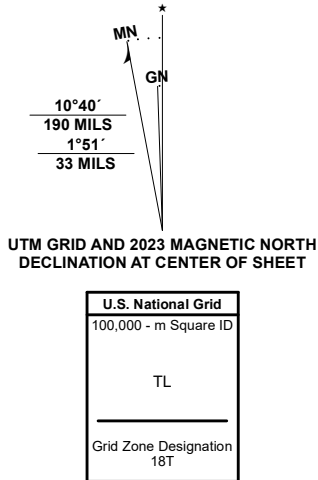 ★
MN
GN
10°40´
190 MILS
1°51´
33 MILS
UTM GRID AND 2023 MAGNETIC NORTH
DECLINATION AT CENTER OF SHEET
U.S. National Grid
100,000 - m Square ID
TL
Grid Zone Designation
18T